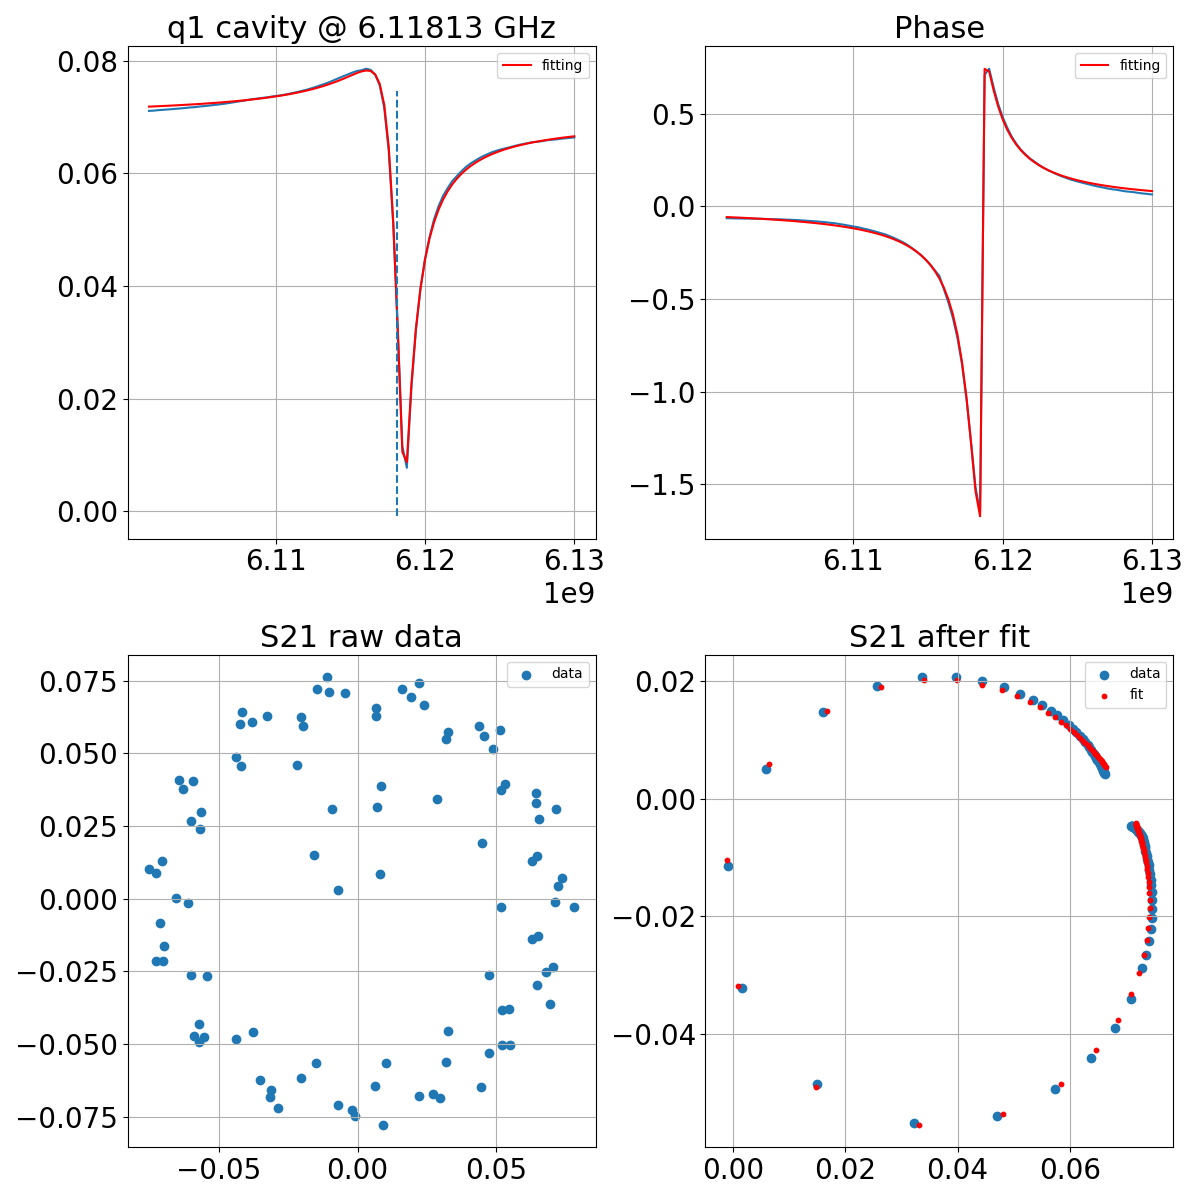 q1 cavity @ 6.11813 GHz
fitting
0.08
0.06
0.04
0.02
0.00
6.11 6.12 6.13
1e9
Phase
fitting
0.5
0.0
−0.5
−1.0
−1.5
6.11 6.12 6.13
1e9
S21 raw data
data
0.075
0.050
0.025
0.000
−0.025
−0.050
−0.075
−0.05 0.00 0.05
S21 after fit
data
fit
0.02
0.00
−0.02
−0.04
0.00 0.02 0.04 0.06